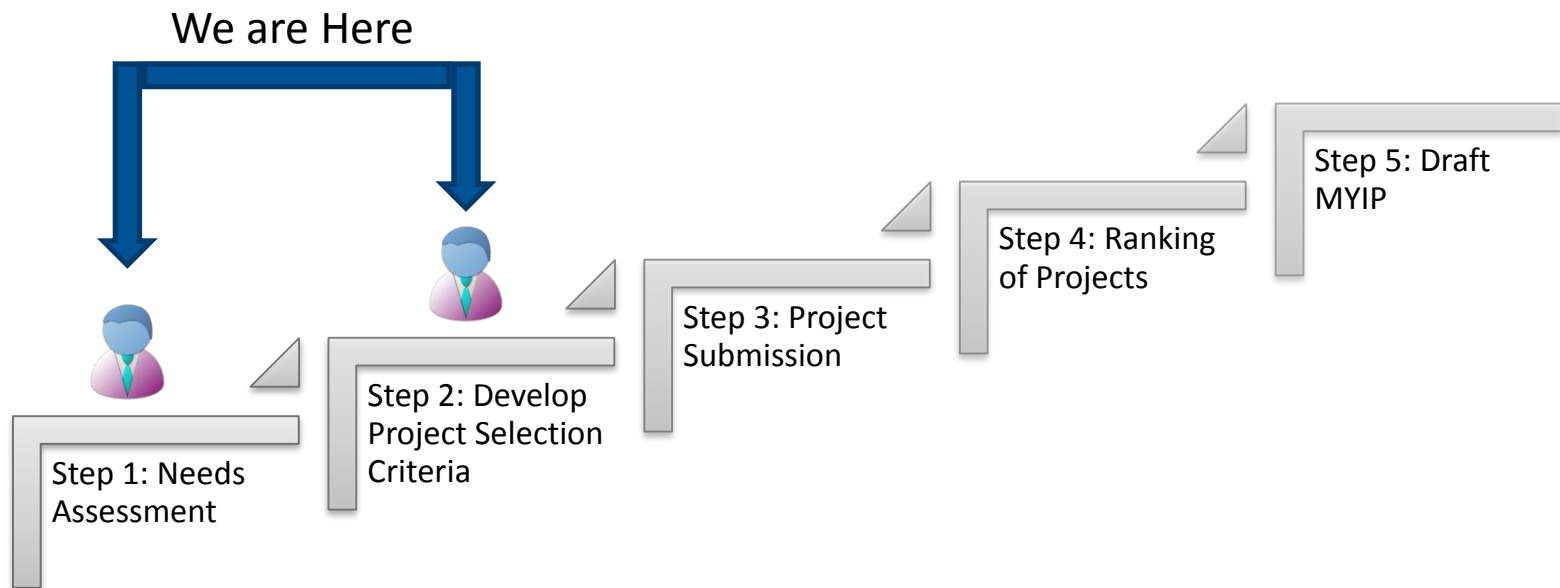 We are Here
Step 1: Needs
Assessment
Step 2: Develop
Project Selection
Criteria
Step 3: Project
Submission
Step 4: Ranking
of Projects
Step 5: Draft
MYIP